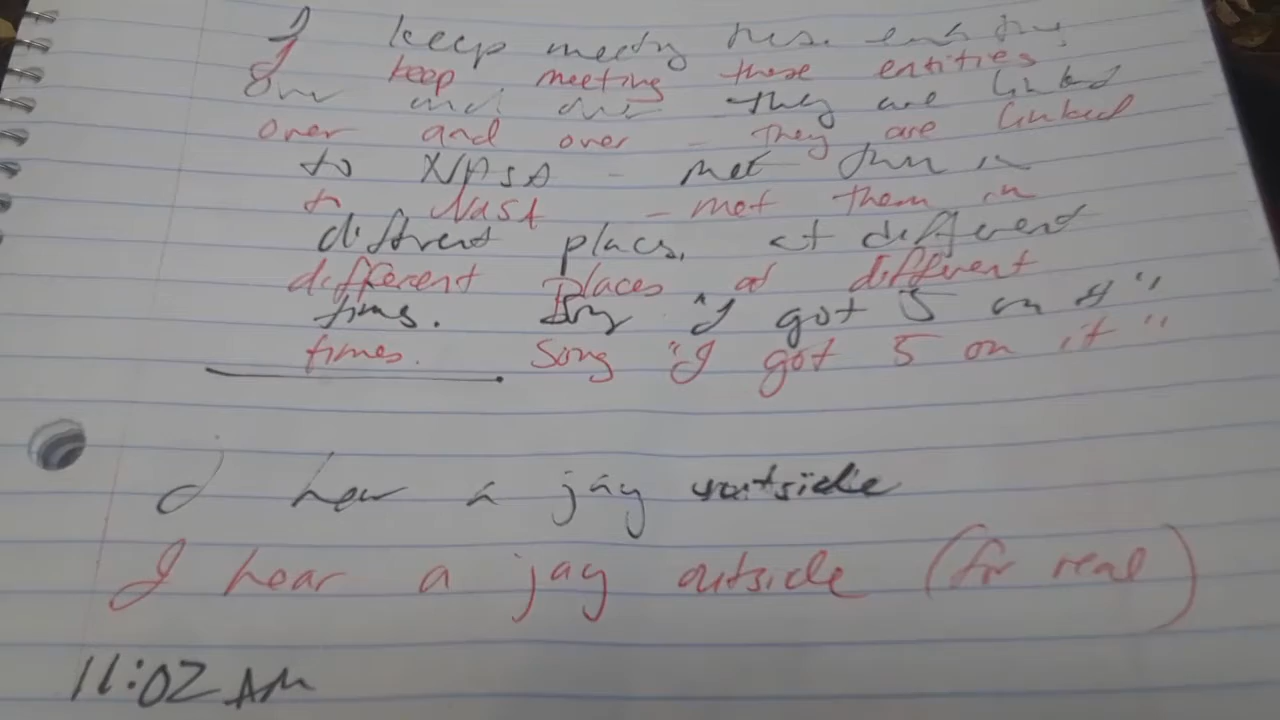 I keep meeting
I keep meeting these entities
over and over they are linked
over and over - they are linked
to NASA - met them in
to Nasa - met them in
different places. at different
different places at different
times. Song "I got 5 on it"
times. Song "I got 5 on it"
I hear a jay outside
I hear a jay outside (for real)
11:02 AM